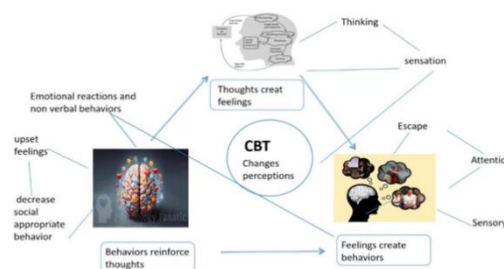 Thinking
sensation
Thoughts creat
feelings
Emotional reactions and
non verbal behaviors
Escape
upset
feelings
CBT
Changes
perceptions
Attentic
decrease
social
appropriate
behavior
Sensory
Behaviors reinforce
thoughts
Feelings create
behaviors